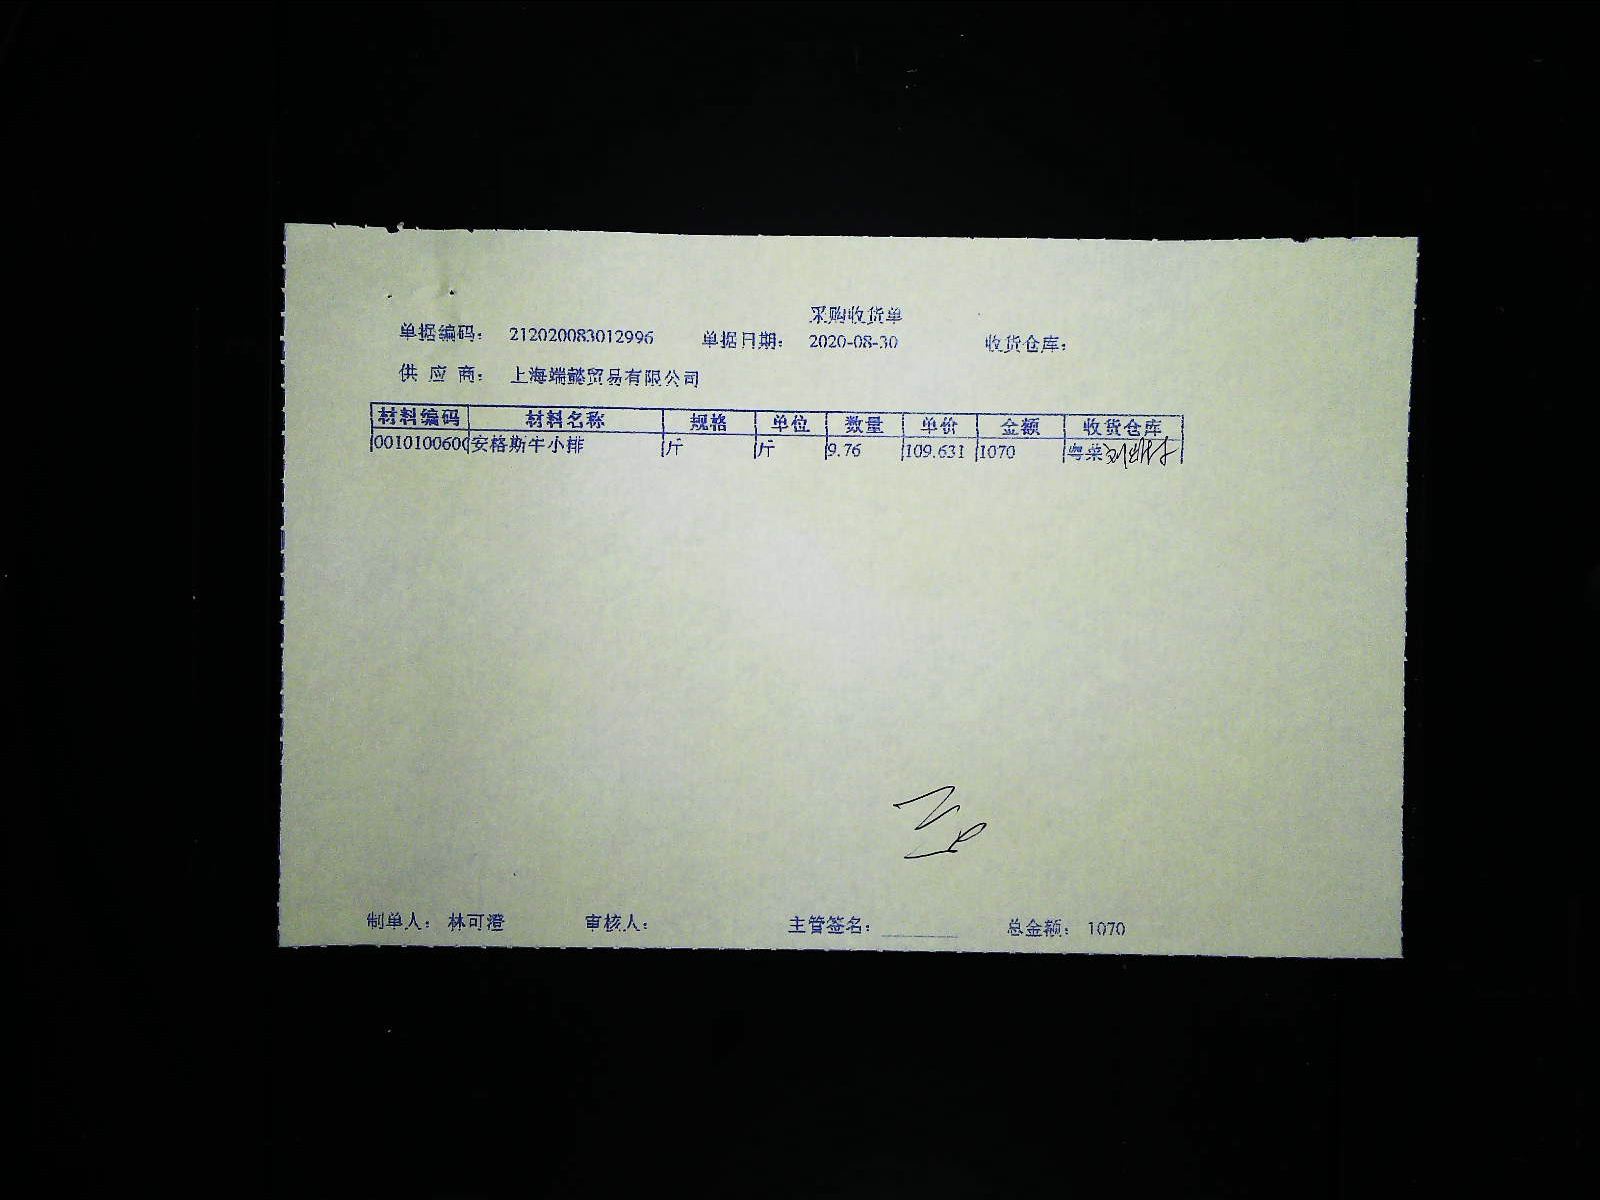 采购收货单
单据编码： 212020083012996 单据日期： 2020-08-30 收货仓库：
供 应 商： 上海端懿贸易有限公司
材料编码 材料名称 规格 单位 数量 单价 金额 收货仓库
001010060 安格斯牛小排 斤 斤 9.76 109.631 1070 粤菜
制单人： 林可澄 审核人： 主管签名： 总金额： 1070